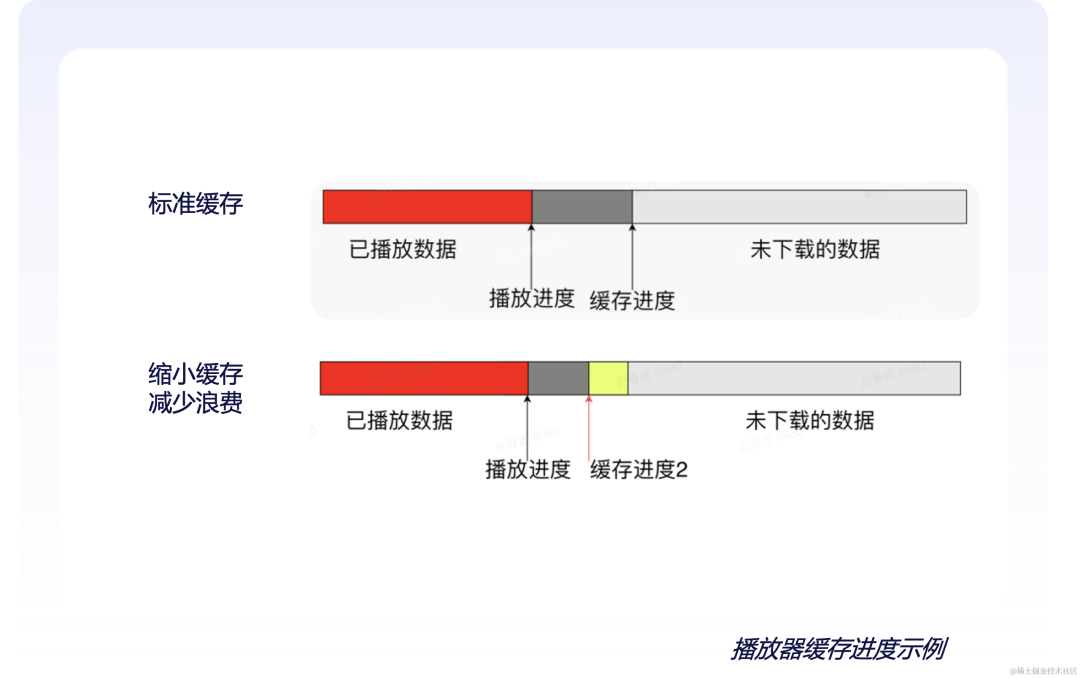 标准缓存
已播放数据
未下载的数据
播放进度
缓存进度
缩小缓存
减少浪费
已播放数据
未下载的数据
播放进度
缓存进度2
播放器缓存进度示例
@稀土掘金技术社区